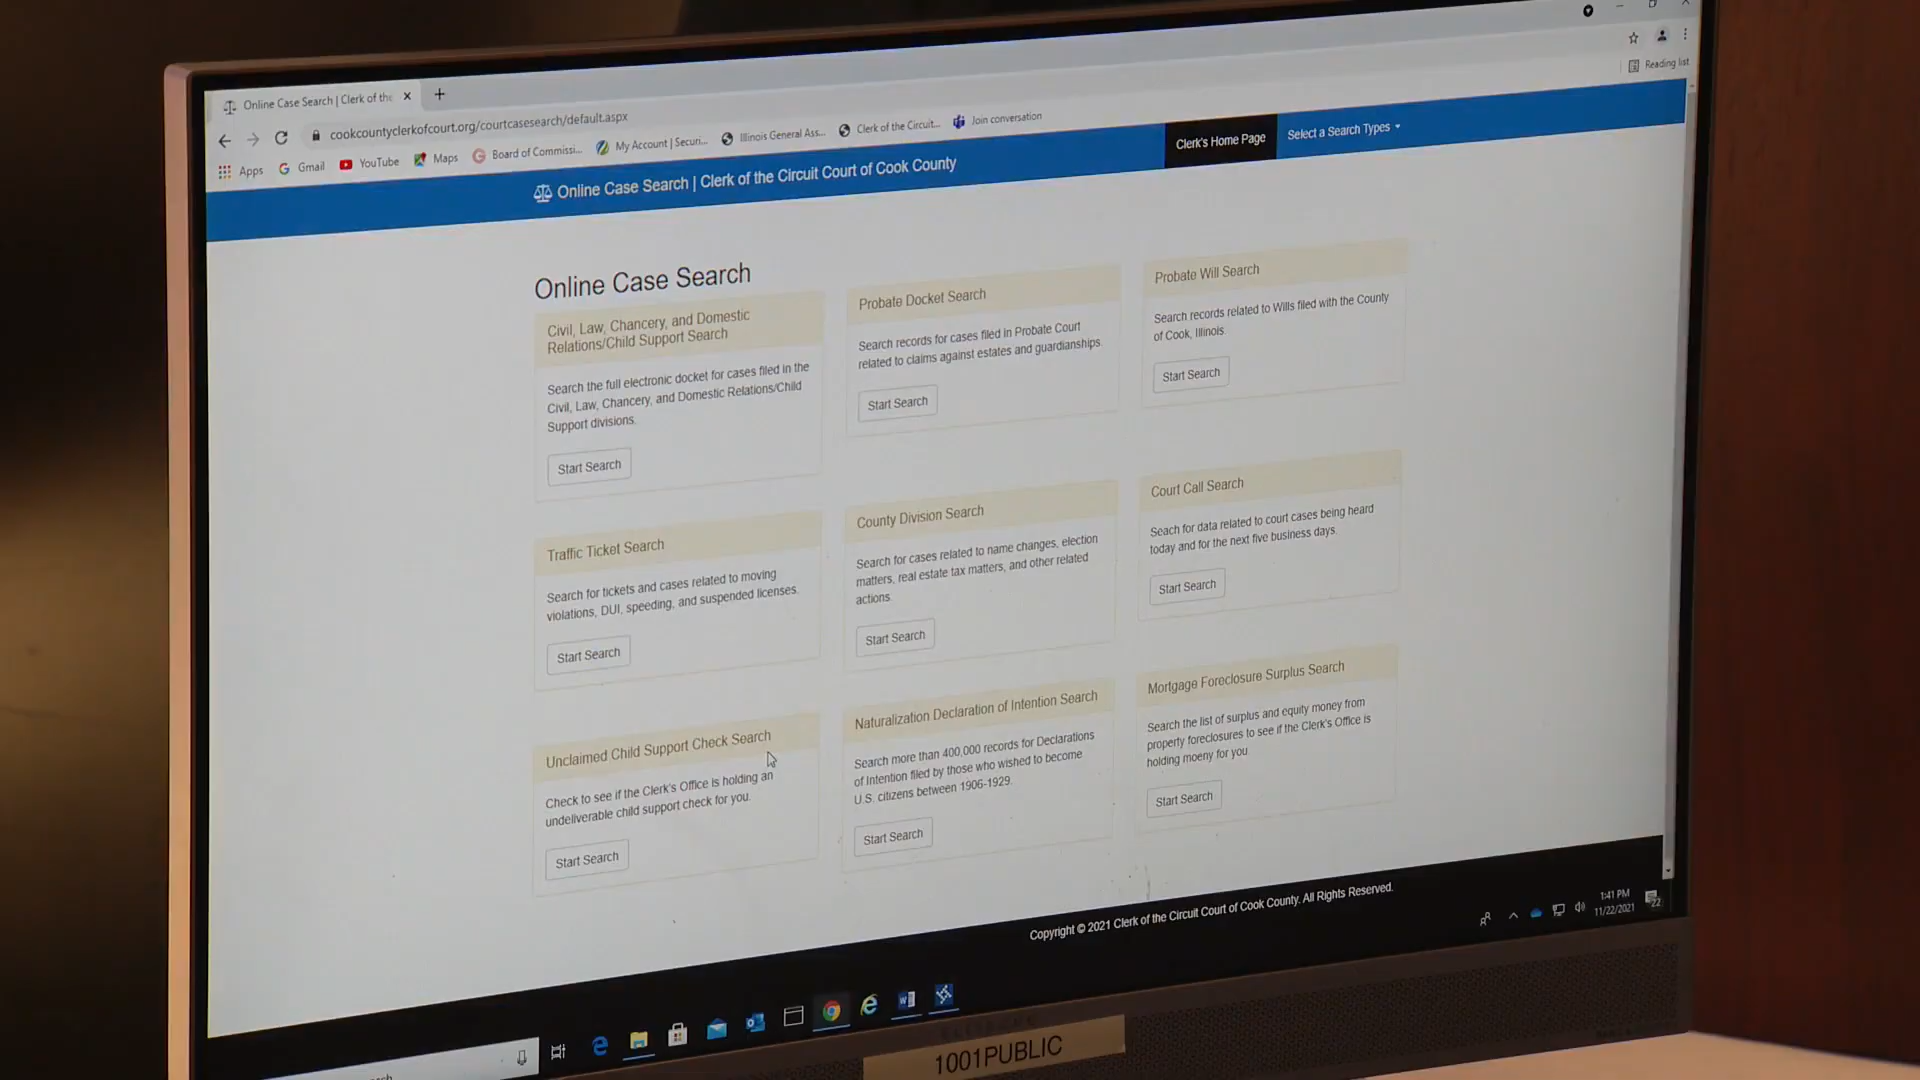 Online Case Search | Clerk of the
cookcountyclerkofcourt.org/courtcasesearch/default.aspx
Reading list
Apps
Gmail
YouTube
Maps
Board of Commissi...
My Account | Securi...
Illinois General Ass...
Clerk of the Circuit...
Join conversation
Online Case Search | Clerk of the Circuit Court of Cook County
Clerk's Home Page
Select a Search Types
Online Case Search
Civil, Law, Chancery, and Domestic
Relations/Child Support Search
Search the full electronic docket for cases filed in the
Civil, Law, Chancery, and Domestic Relations/Child
Support divisions.
Start Search
Probate Docket Search
Search records for cases filed in Probate Court
related to claims against estates and guardianships.
Start Search
Probate Will Search
Search records related to Wills filed with the County
of Cook, Illinois.
Start Search
Traffic Ticket Search
Search for tickets and cases related to moving
violations, DUI, speeding, and suspended licenses.
Start Search
County Division Search
Search for cases related to name changes, election
matters, real estate tax matters, and other related
actions.
Start Search
Court Call Search
Seach for data related to court cases being heard
today and for the next five business days.
Start Search
Unclaimed Child Support Check Search
Check to see if the Clerk's Office is holding an
undeliverable child support check for you.
Start Search
Naturalization Declaration of Intention Search
Search more than 400,000 records for Declarations
of Intention filed by those who wished to become
U.S. citizens between 1906-1929.
Start Search
Mortgage Foreclosure Surplus Search
Search the list of surplus and equity money from
property foreclosures to see if the Clerk's Office is
holding moeny for you.
Start Search
Copyright © 2021 Clerk of the Circuit Court of Cook County. All Rights Reserved.
1:41 PM
11/22/2021
22
1001PUBLIC